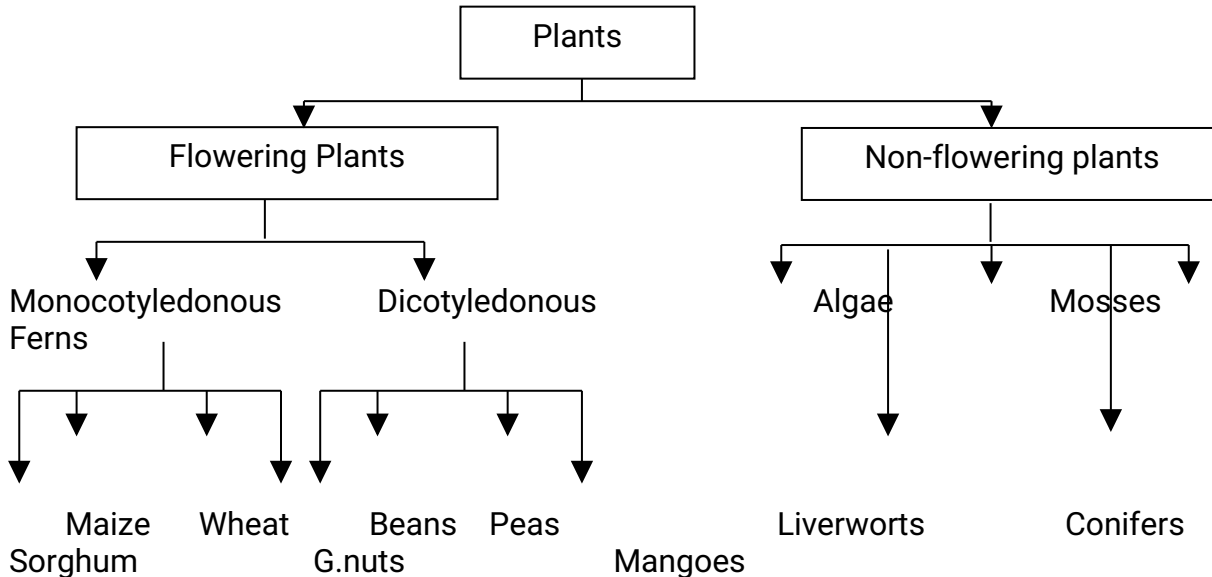 Plants
Flowering Plants Non-flowering plants
Monocotyledonous Dicotyledonous Algae Mosses
Ferns
Maize Wheat Beans Peas Liverworts Conifers
Sorghum G.nuts Mangoes